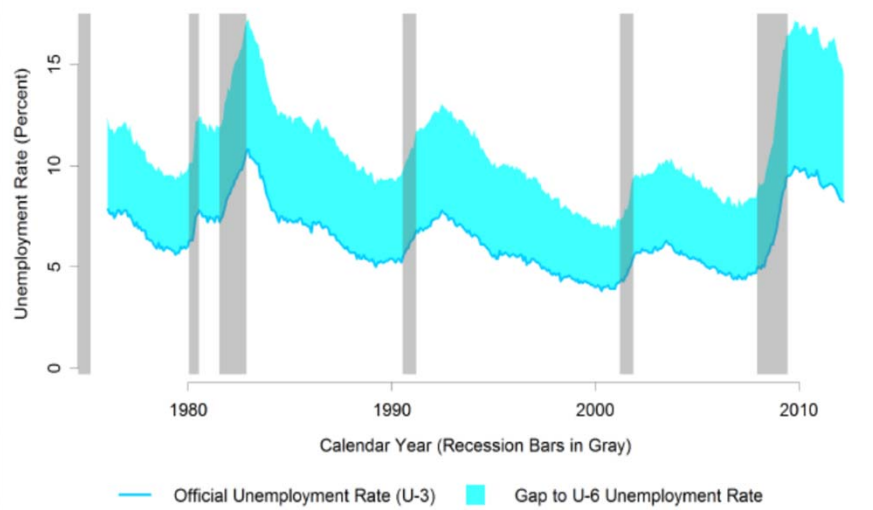 Unemployment Rate (Percent)
15
10
5
0
1980 1990 2000 2010
Calendar Year (Recession Bars in Gray)
Official Unemployment Rate (U-3) Gap to U-6 Unemployment Rate